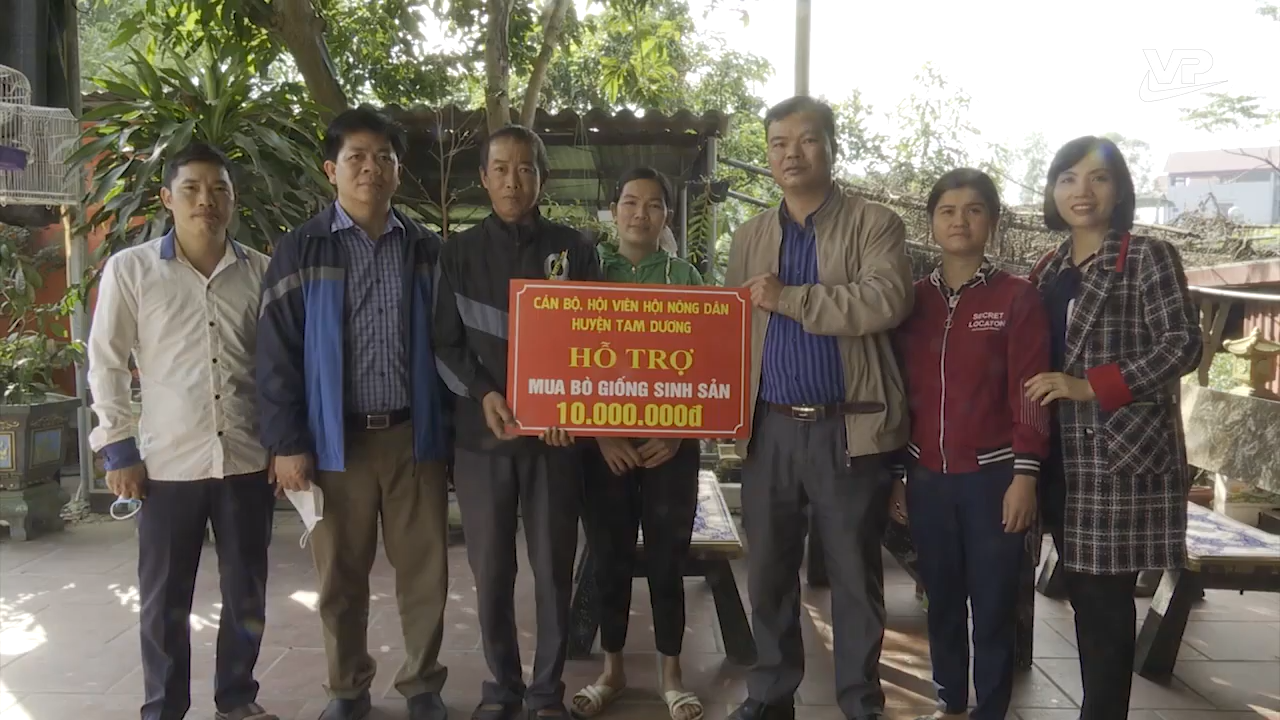 VP
CÁN BỘ, HỘI VIÊN HỘI NÔNG DÂN
HUYỆN TAM DƯƠNG
HỖ TRỢ
MUA BÒ GIỐNG SINH SẢN
10.000.000đ
SECRET
LOCATON